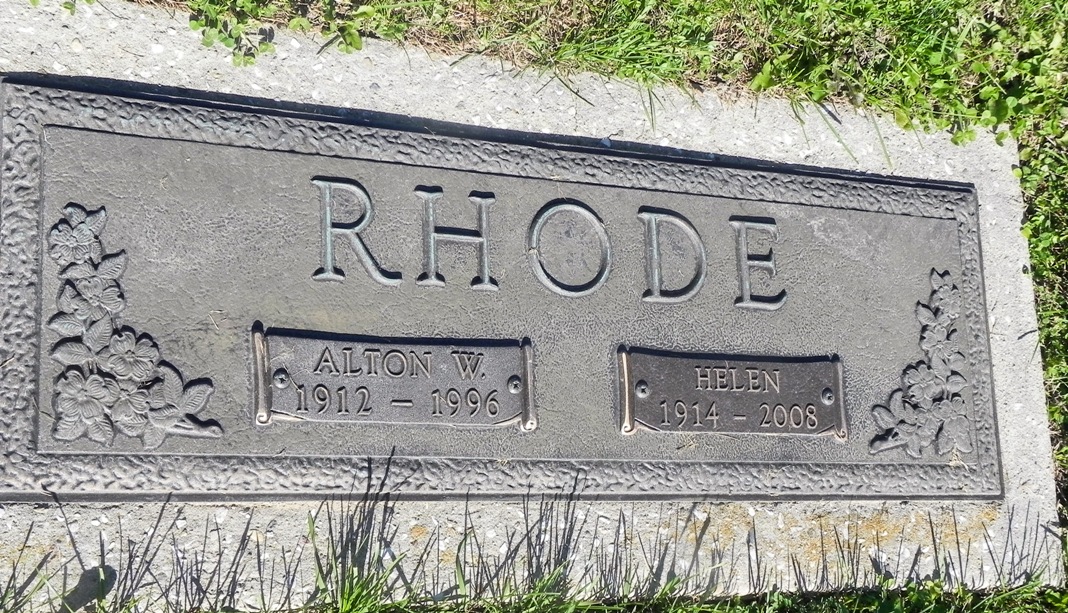 RHODE
ALTON W.
1912 – 1996
HELEN
1914 – 2008